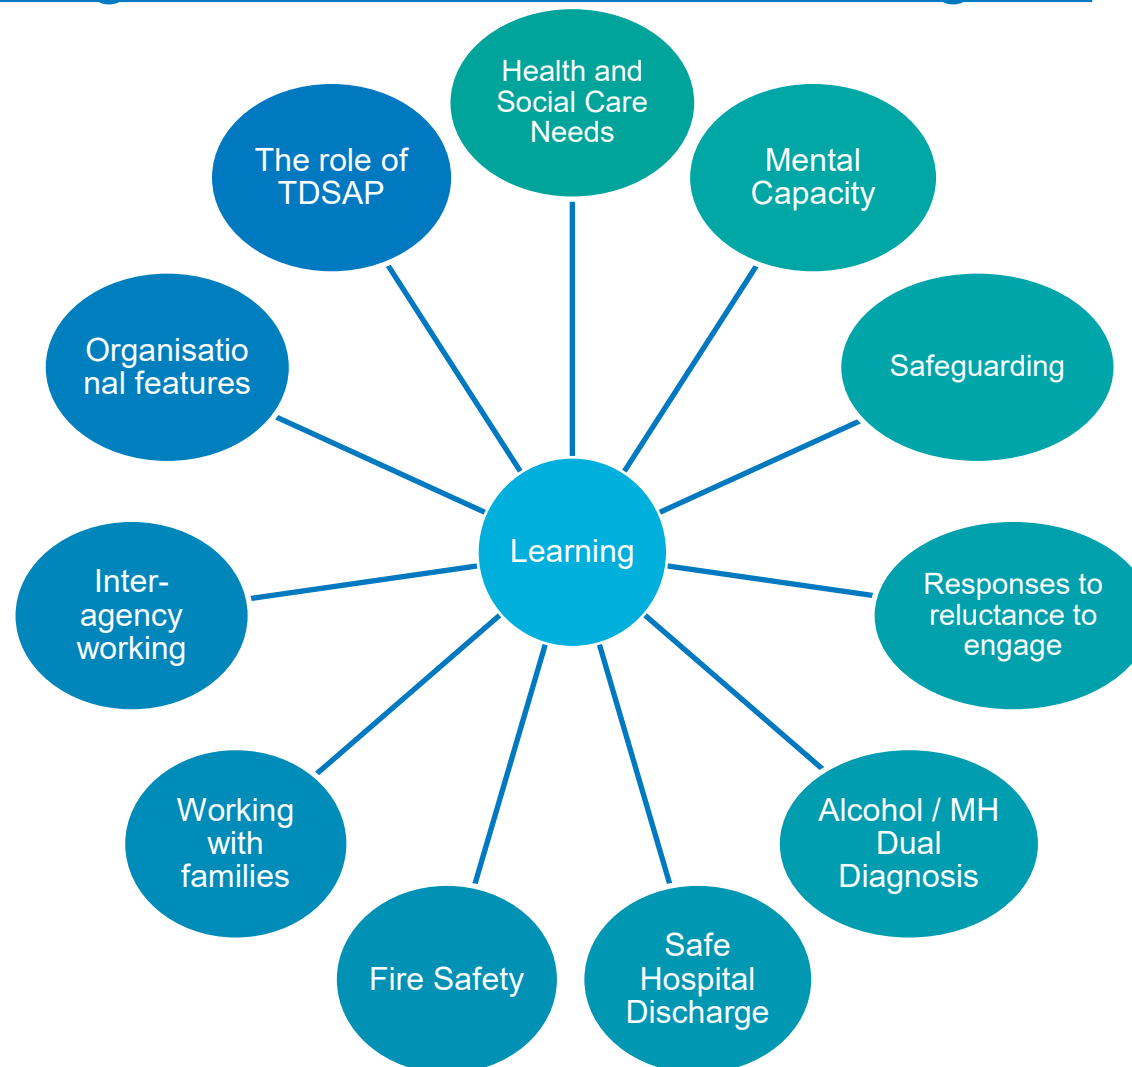 Health and
Social Care
Needs
Mental
Capacity
Safeguarding
Responses to
reluctance to
engage
Alcohol / MH
Dual
Diagnosis
Safe
Hospital
Discharge
Fire Safety
Working
with
families
Inter-
agency
working
Organisatio
nal features
The role of
TDSAP
Learning